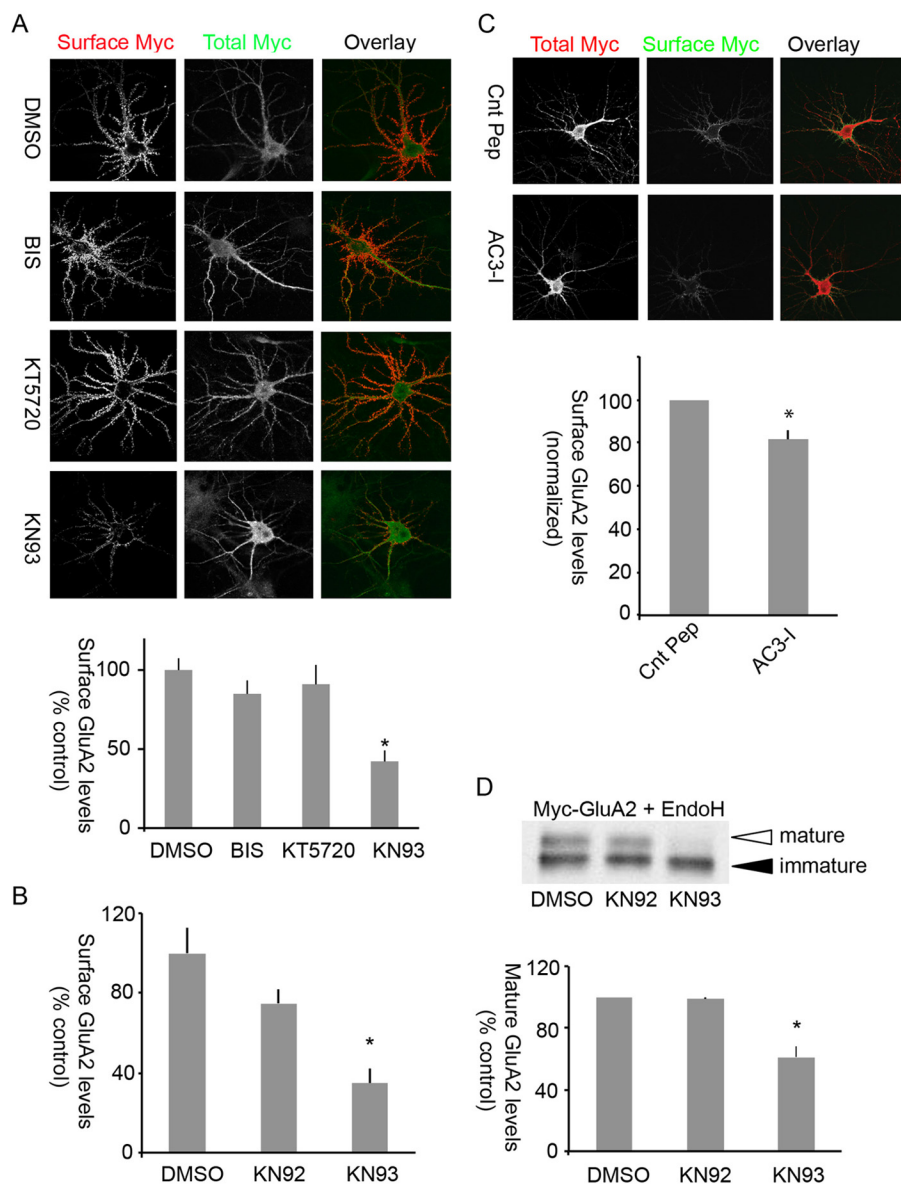 A
Surface Myc Total Myc Overlay
DMSO
BIS
KT5720
KN93
Surface GluA2 levels
(% control)
100
50
0
DMSO BIS KT5720 KN93
B
Surface GluA2 levels
(% control)
120
80
40
0
DMSO KN92 KN93
*
*
C
Total Myc Surface Myc Overlay
Cnt Pep
AC3-I
Surface GluA2 levels
(normalized)
100
80
60
40
20
0
*
Cnt Pep AC3-I
D
Myc-GluA2 + EndoH
mature
immature
DMSO KN92 KN93
Mature GluA2 levels
(% control)
120
80
40
0
*
DMSO KN92 KN93